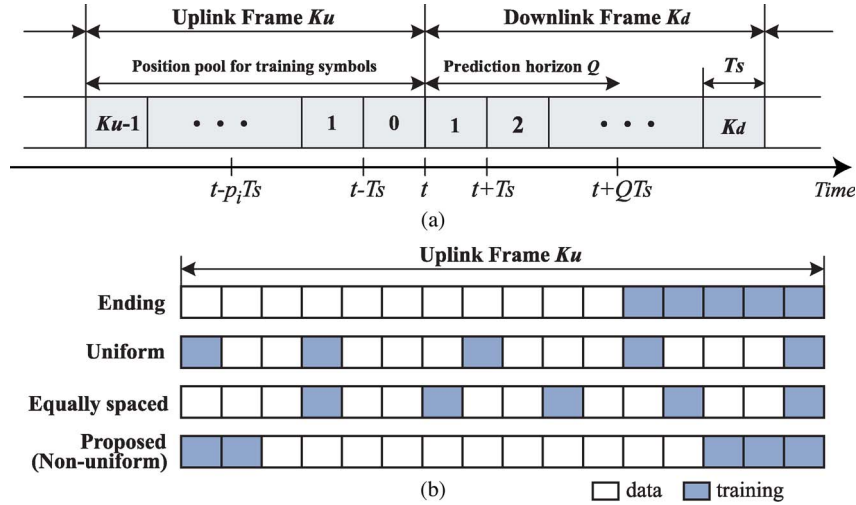 Uplink Frame Ku
Downlink Frame Kd
Position pool for training symbols
Prediction horizon Q
Ts
Ku-1 • • • 1 0 1 2 • • • Kd
t-piTs t-Ts t t+Ts t+QTs Time
(a)
Uplink Frame Ku
Ending
Uniform
Equally spaced
Proposed
(Non-uniform)
(b)
data
training